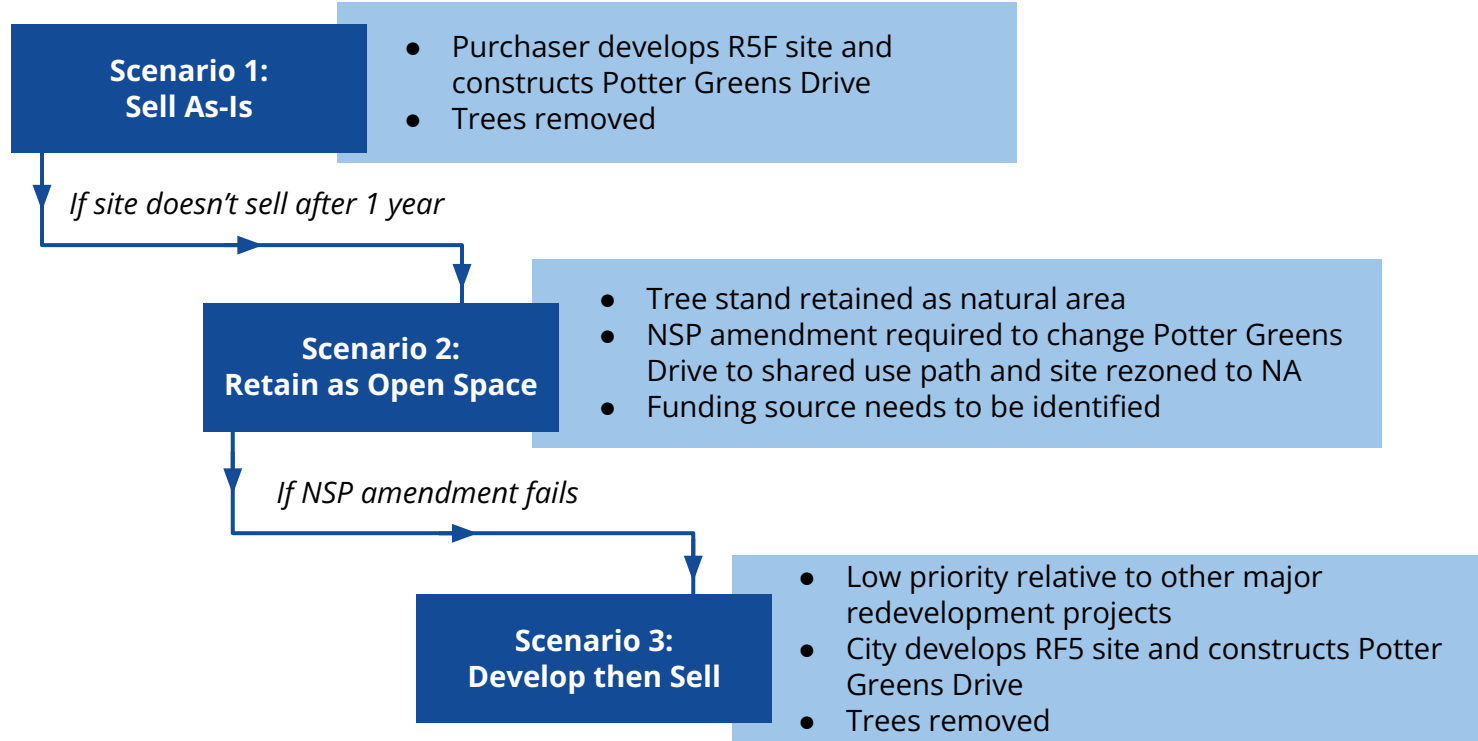 Scenario 1:
Sell As-Is
● Purchaser develops R5F site and
constructs Potter Greens Drive
● Trees removed
If site doesn't sell after 1 year
Scenario 2:
Retain as Open Space
● Tree stand retained as natural area
● NSP amendment required to change Potter Greens
Drive to shared use path and site rezoned to NA
● Funding source needs to be identified
If NSP amendment fails
Scenario 3:
Develop then Sell
● Low priority relative to other major
redevelopment projects
● City develops RF5 site and constructs Potter
Greens Drive
● Trees removed